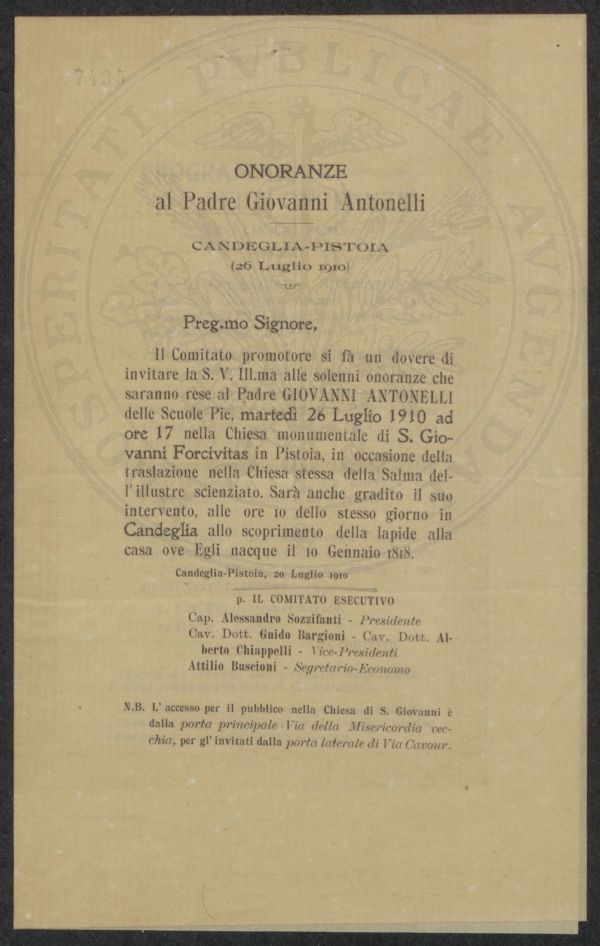 7435
PROSPERITATI PVBLICAE AVGENDAE
ONORANZE
al Padre Giovanni Antonelli
CANDEGLIA-PISTOIA
(26 Luglio 1910)
Preg.mo Signore,
Il Comitato promotore si fà un dovere di
invitare la S. V. Ill.ma alle solenni onoranze che
saranno rese al Padre GIOVANNI ANTONELLI
delle Scuole Pie, martedì 26 Luglio 1910 ad
ore 17 nella Chiesa monumentale di S. Gio-
vanni Forcivitas in Pistoia, in occasione della
traslazione nella Chiesa stessa della Salma del-
l'illustre scienziato. Sarà anche gradito il suo
intervento, alle ore 10 dello stesso giorno in
Candeglia allo scoprimento della lapide alla
casa ove Egli nacque il 10 Gennaio 1818.
Candeglia-Pistoia, 20 Luglio 1910
p. IL COMITATO ESECUTIVO
Cap. Alessandro Sozzifanti - Presidente
Cav. Dott. Guido Bargioni - Cav. Dott. Al-
berto Chiappelli - Vice-Presidenti
Attilio Buscioni - Segretario-Economo
N.B. L'accesso per il pubblico nella Chiesa di S. Giovanni è
dalla porta principale Via della Misericordia vec-
chia, per gl'invitati dalla porta laterale di Via Cavour.